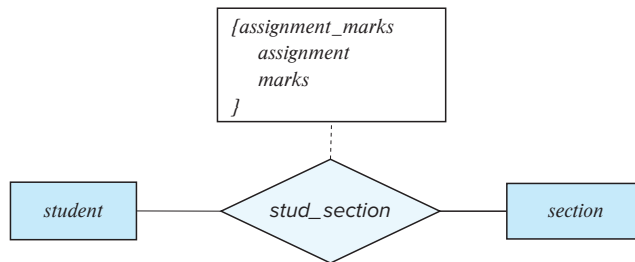 {assignment_marks
assignment
marks
}
student
stud_section
section